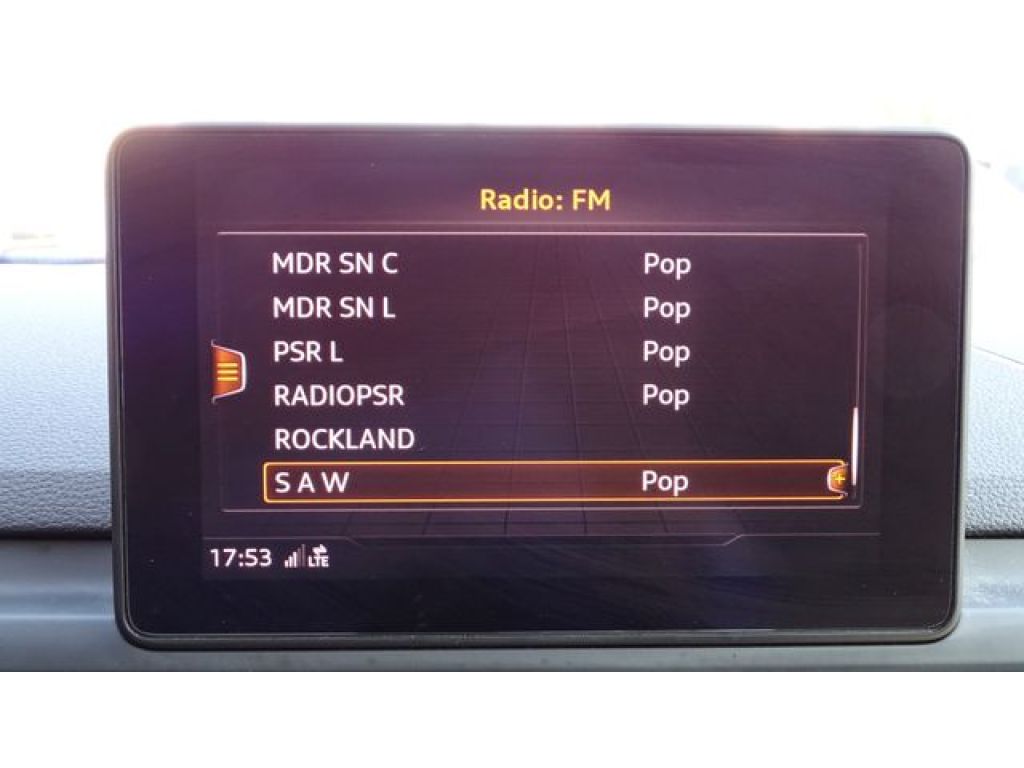 Radio: FM
MDR SN C Pop
MDR SN L Pop
PSR L Pop
RADIOPSR Pop
ROCKLAND
S A W Pop
17:53 LTE